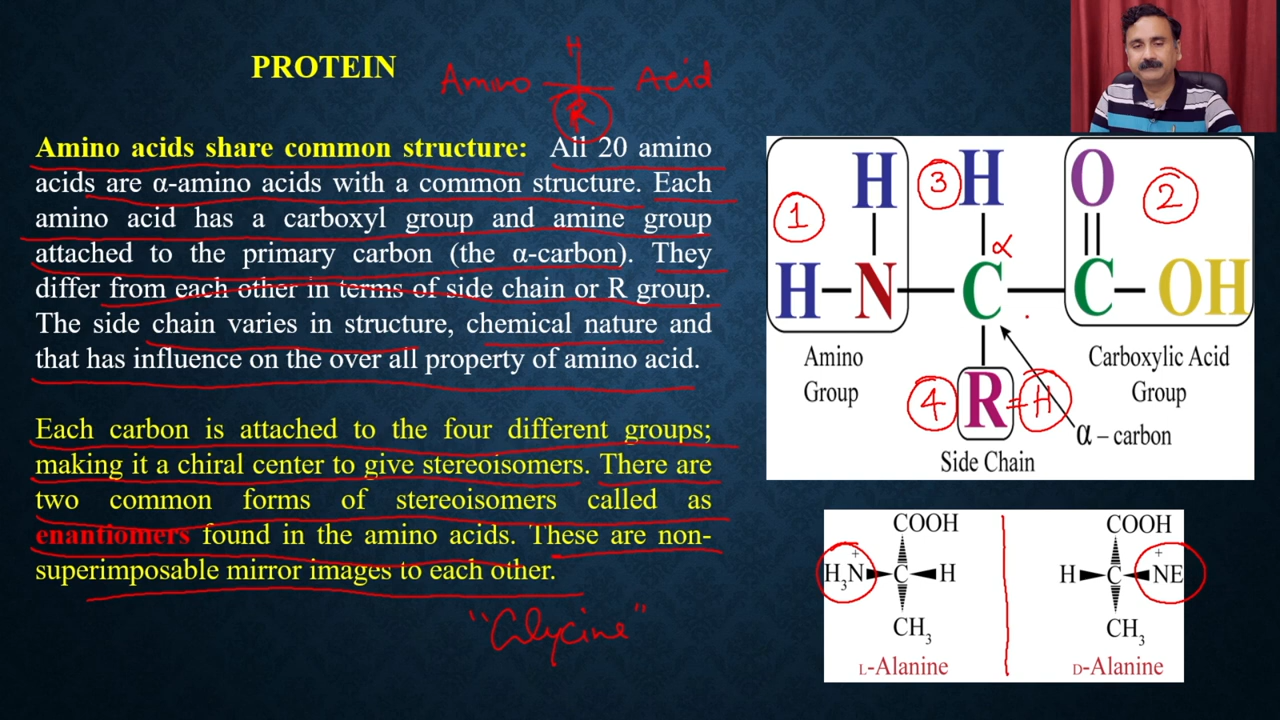 PROTEIN
Amino H R Acid
Amino acids share common structure: All 20 amino
acids are α-amino acids with a common structure. Each
amino acid has a carboxyl group and amine group
attached to the primary carbon (the α-carbon). They
differ from each other in terms of side chain or R group.
The side chain varies in structure, chemical nature and
that has influence on the over all property of amino acid.
Each carbon is attached to the four different groups;
making it a chiral center to give stereoisomers. There are
two common forms of stereoisomers called as
enantiomers found in the amino acids. These are non-
superimposable mirror images to each other.
"Glycine"
H 3 H O 2
1
α
H N C C OH
Amino
Group
Carboxylic Acid
Group
4 R = H
α – carbon
Side Chain
COOH
H3N+ C H
CH3
L-Alanine
COOH
H C NE+
CH3
D-Alanine